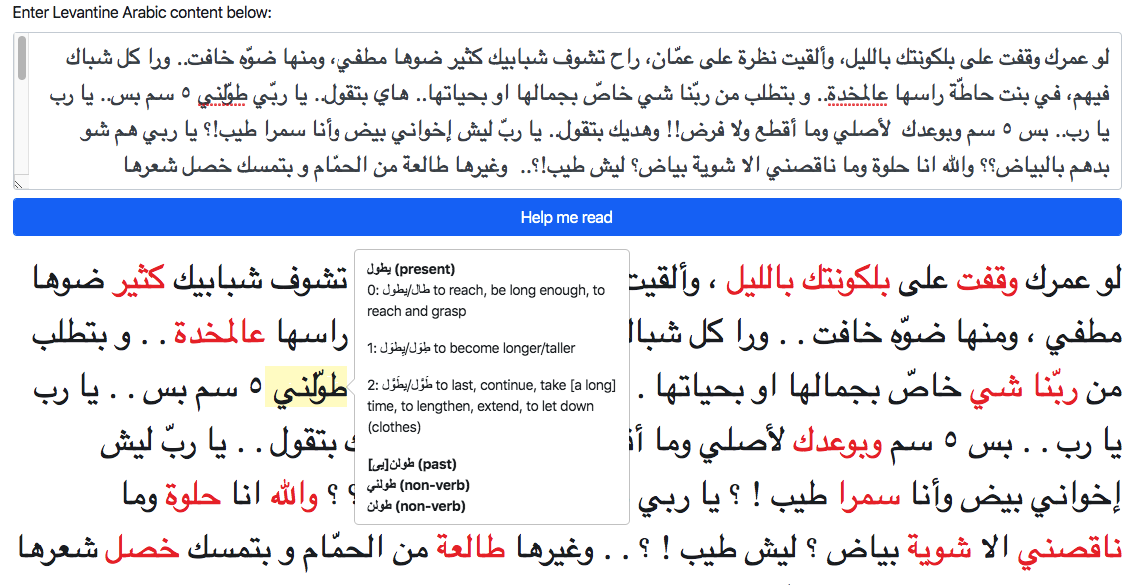 Enter Levantine Arabic content below:
لو عمرك وقفت على بلكونتك بالليل، وألقيت نظرة على عمّان، راح تشوف شبابيك كثير ضوها مطفي، ومنها ضوّه خافت.. ورا كل شباك
فيهم، في بنت حاطّة راسها عالمخدة.. و بتطلب من ربّنا شي خاصّ بجمالها او بحياتها.. هاي بتقول.. يا ربّي طوّلني ٥ سم بس.. يا رب
يا رب.. بس ٥ سم وبوعدك لأصلي وما أقطع ولا فرض!! وهديك بتقول.. يا ربّ ليش إخواني بيض وأنا سمرا طيب!؟ يا ربي هم شو
بدهم بالبياض؟؟ والله انا حلوة وما ناقصني الا شوية بياض؟ ليش طيب!؟.. وغيرها طالعة من الحمّام و بتمسك خصل شعرها
Help me read
لو عمرك وقفت على بلكونتك بالليل ، وألقيت تشوف شبابيك كثير ضوها
مطفي ، ومنها ضوّه خافت . . ورا كل راسها عالمخدة . . و بتطلب
من ربّنا شي خاصّ بجمالها او بحياتها . طوّلني ٥ سم بس . . يا رب
يا رب . . بس ٥ سم وبوعدك لأصلي وما بتقول . . يا ربّ ليش
إخواني بيض وأنا سمرا طيب ! ؟ يا ربي ؟ ؟ والله انا حلوة وما
ناقصني الا شوية بياض ؟ ليش طيب ! ؟ . . وغيرها طالعة من الحمّام و بتمسك خصل شعرها
يطول (present)
0: طال/يطول to reach, be long enough, to
reach and grasp
1: طِوِل/يِطوَل to become longer/taller
2: طَوَّل/يطَوِّل to last, continue, take [a long]
time, to lengthen, extend, to let down
(clothes)
طولن[يى] (past)
طولني (non-verb)
طولن (non-verb)